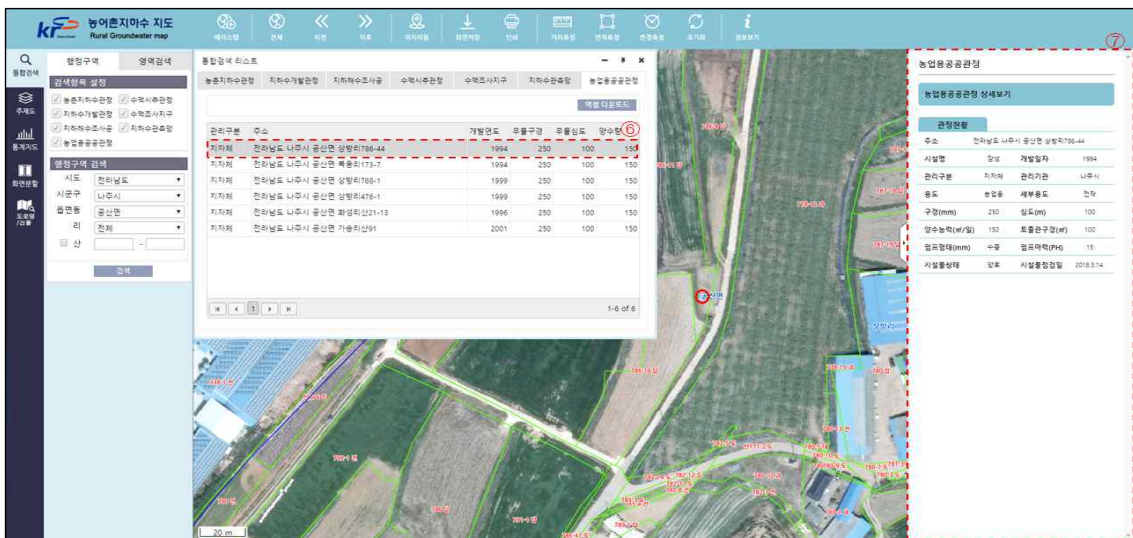 KRC 농어촌지하수 지도
Rural Groundwater map
베이스맵
전체
이전
이후
이미지용
화면저장
인쇄
거리측정
면적측정
반경측정
초기화
정보보기
⑦
통합검색
주제도
통계지도
화면분할
도로명
/건물
행정구역 영역검색
검색항목 설정
농촌지하수관정 수맥시추관정
지하수개발관정 수맥조사지구
지하해수조사공 지하수관측망
농업용공공관정
행정구역 검색
시도 전라남도
시군구 나주시
읍면동 공산면
리 전체
산 -
검색
통합검색 리스트
농촌지하수관정 지하수개발관정 지하해수조사공 수맥시추관정 수맥조사지구 지하수관측망 농업용공공관정
엑셀 다운로드
관리구분 주소 개발연도 우물구경 우물심도 양수량 ⑥
지자체 전라남도 나주시 공산면 상방리786-44 1994 250 100 150
지자체 전라남도 나주시 공산면 복용리173-7 1994 250 100 150
지자체 전라남도 나주시 공산면 상방리768-1 1999 250 100 150
지자체 전라남도 나주시 공산면 상방리476-1 1999 250 100 150
지자체 전라남도 나주시 공산면 화성리산21-13 1996 250 100 150
지자체 전라남도 나주시 공산면 가송리산91 2001 250 100 150
1
1-6 of 6
공산면
상방리
20 m
농업용공공관정
농업용공공관정 상세보기
관정현황
주소 전라남도 나주시 공산면 상방리786-44
시설명 장성 개발일자 1994
관리구분 지자체 관리기관 나주시
용도 농업용 세부용도 전작
구경(mm) 250 심도(m) 100
양수능력(㎥/일) 150 토출관구경(㎥) 100
펌프형태(mm) 수중 펌프마력(PH) 15
시설물상태 양호 시설물점검일 2018.3.14